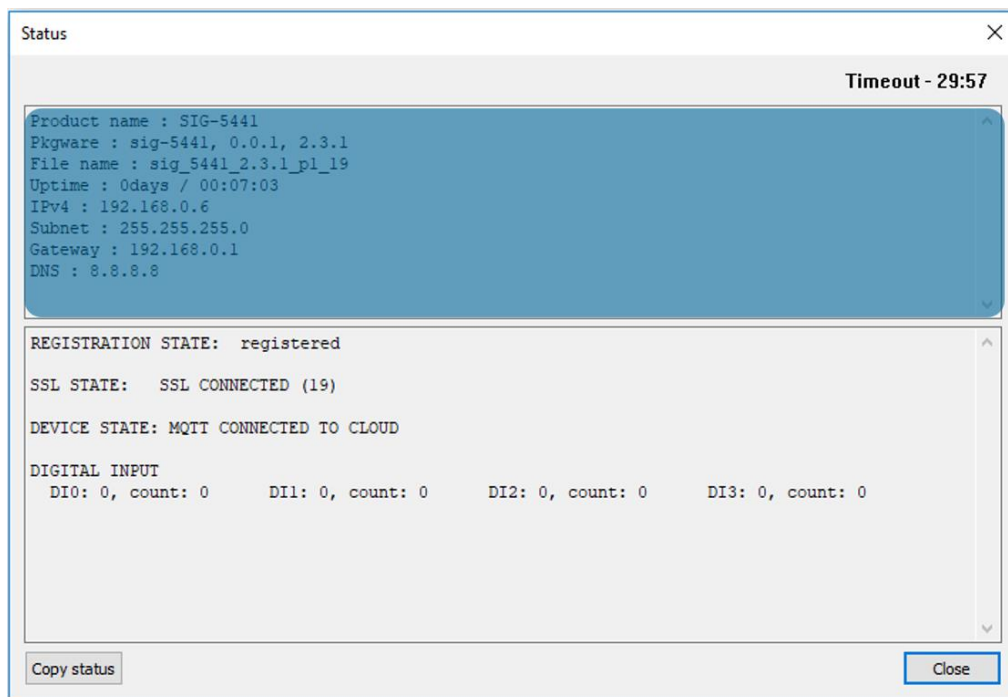 Status
Timeout - 29:57
Product name : SIG-5441
Pkgware : sig-5441, 0.0.1, 2.3.1
File name : sig_5441_2.3.1_p1_19
Uptime : 0days / 00:07:03
IPv4 : 192.168.0.6
Subnet : 255.255.255.0
Gateway : 192.168.0.1
DNS : 8.8.8.8
REGISTRATION STATE:  registered
SSL STATE:   SSL CONNECTED (19)
DEVICE STATE: MQTT CONNECTED TO CLOUD
DIGITAL INPUT
DI0: 0, count: 0      DI1: 0, count: 0      DI2: 0, count: 0      DI3: 0, count: 0
Copy status
Close